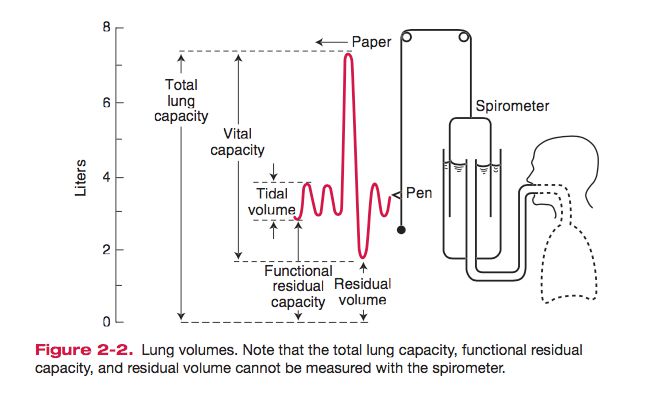 8
6
4
2
0
Liters
Paper
Total
lung
capacity
Vital
capacity
Tidal
volume
Functional
residual
capacity
Residual
volume
Pen
Spirometer
Figure 2-2. Lung volumes. Note that the total lung capacity, functional residual
capacity, and residual volume cannot be measured with the spirometer.